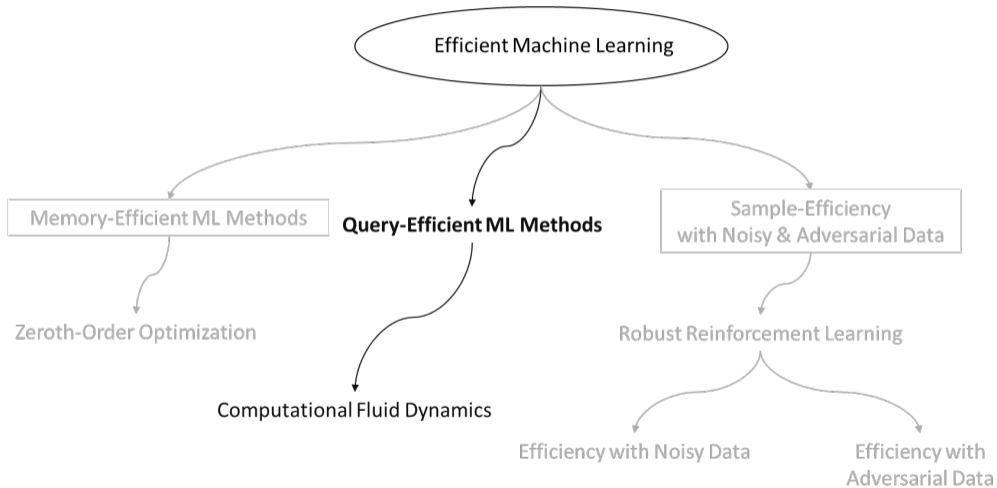 Efficient Machine Learning
Memory-Efficient ML Methods
Query-Efficient ML Methods
Sample-Efficiency
with Noisy & Adversarial Data
Zeroth-Order Optimization
Robust Reinforcement Learning
Computational Fluid Dynamics
Efficiency with Noisy Data
Efficiency with
Adversarial Data